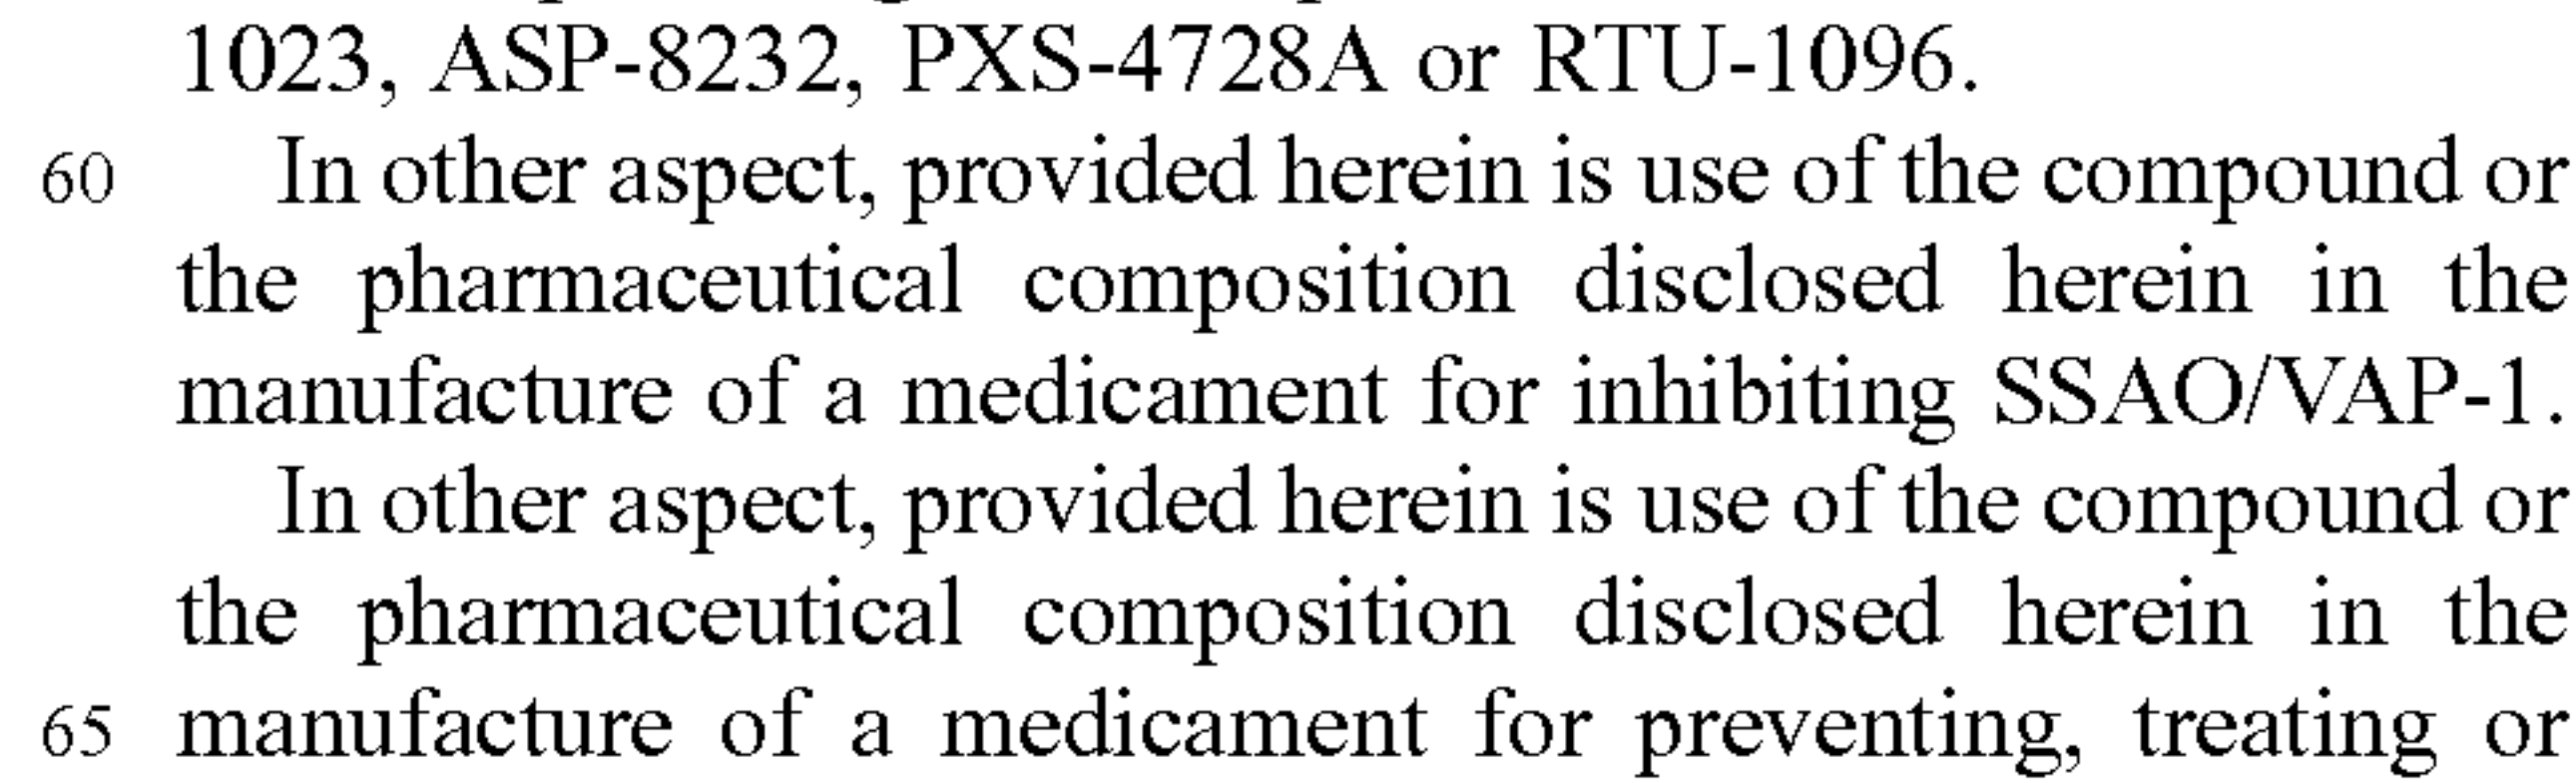 1023, ASP-8232, PXS-4728A or RTU-1096.
60 In other aspect, provided herein is use of the compound or
the pharmaceutical composition disclosed herein in the
manufacture of a medicament for inhibiting SSAO/VAP-1.
In other aspect, provided herein is use of the compound or
the pharmaceutical composition disclosed herein in the
65 manufacture of a medicament for preventing, treating or